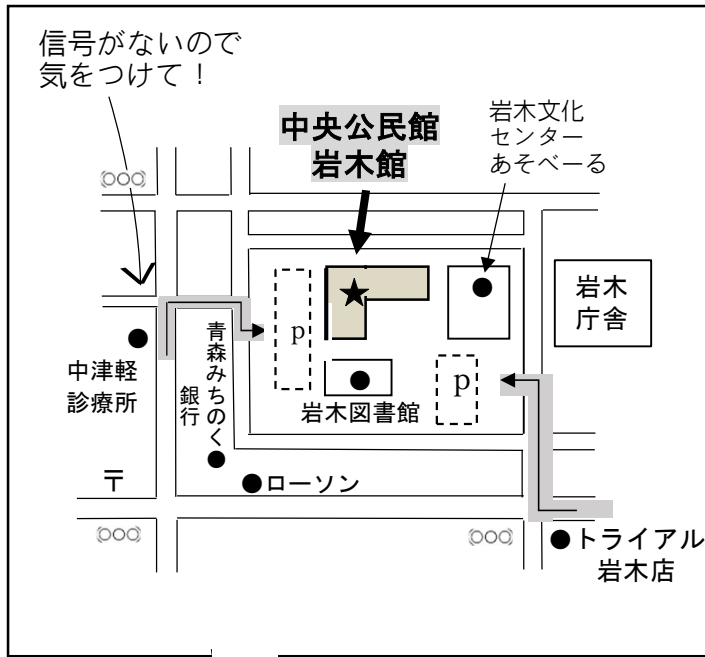 信号がないので
気をつけて！
中央公民館
岩木館
岩木文化
センター
あそべーる
岩木
庁舎
p
p
中津軽
診療所
青森みちのく
銀行
岩木図書館
〒
ローソン
トライアル
岩木店